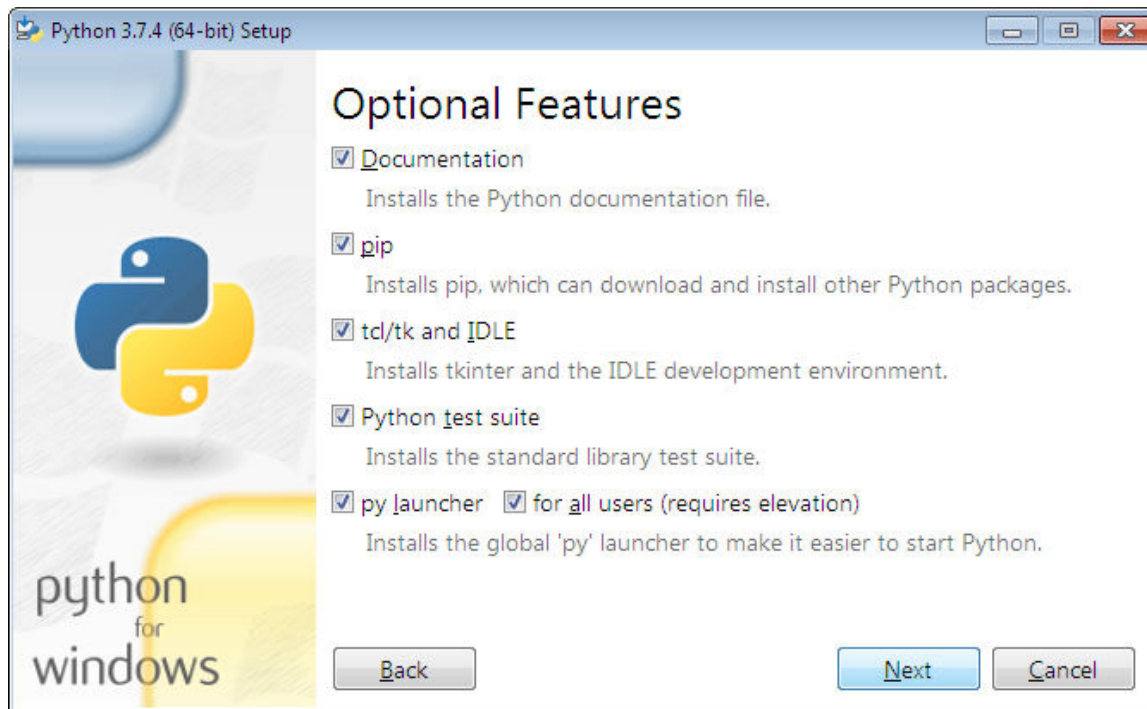 Python 3.7.4 (64-bit) Setup
Optional Features
Documentation
Installs the Python documentation file.
pip
Installs pip, which can download and install other Python packages.
tcl/tk and IDLE
Installs tkinter and the IDLE development environment.
Python test suite
Installs the standard library test suite.
py launcher for all users (requires elevation)
Installs the global 'py' launcher to make it easier to start Python.
python
for
windows
Back Next Cancel